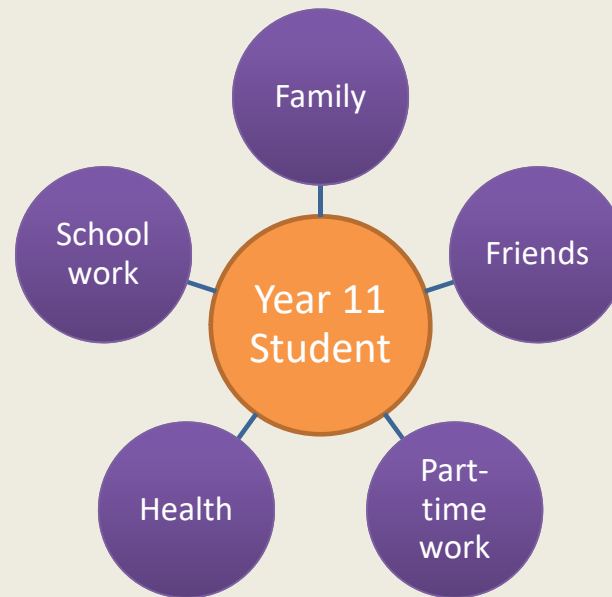 Family
School
work
Friends
Year 11
Student
Health
Part-
time
work